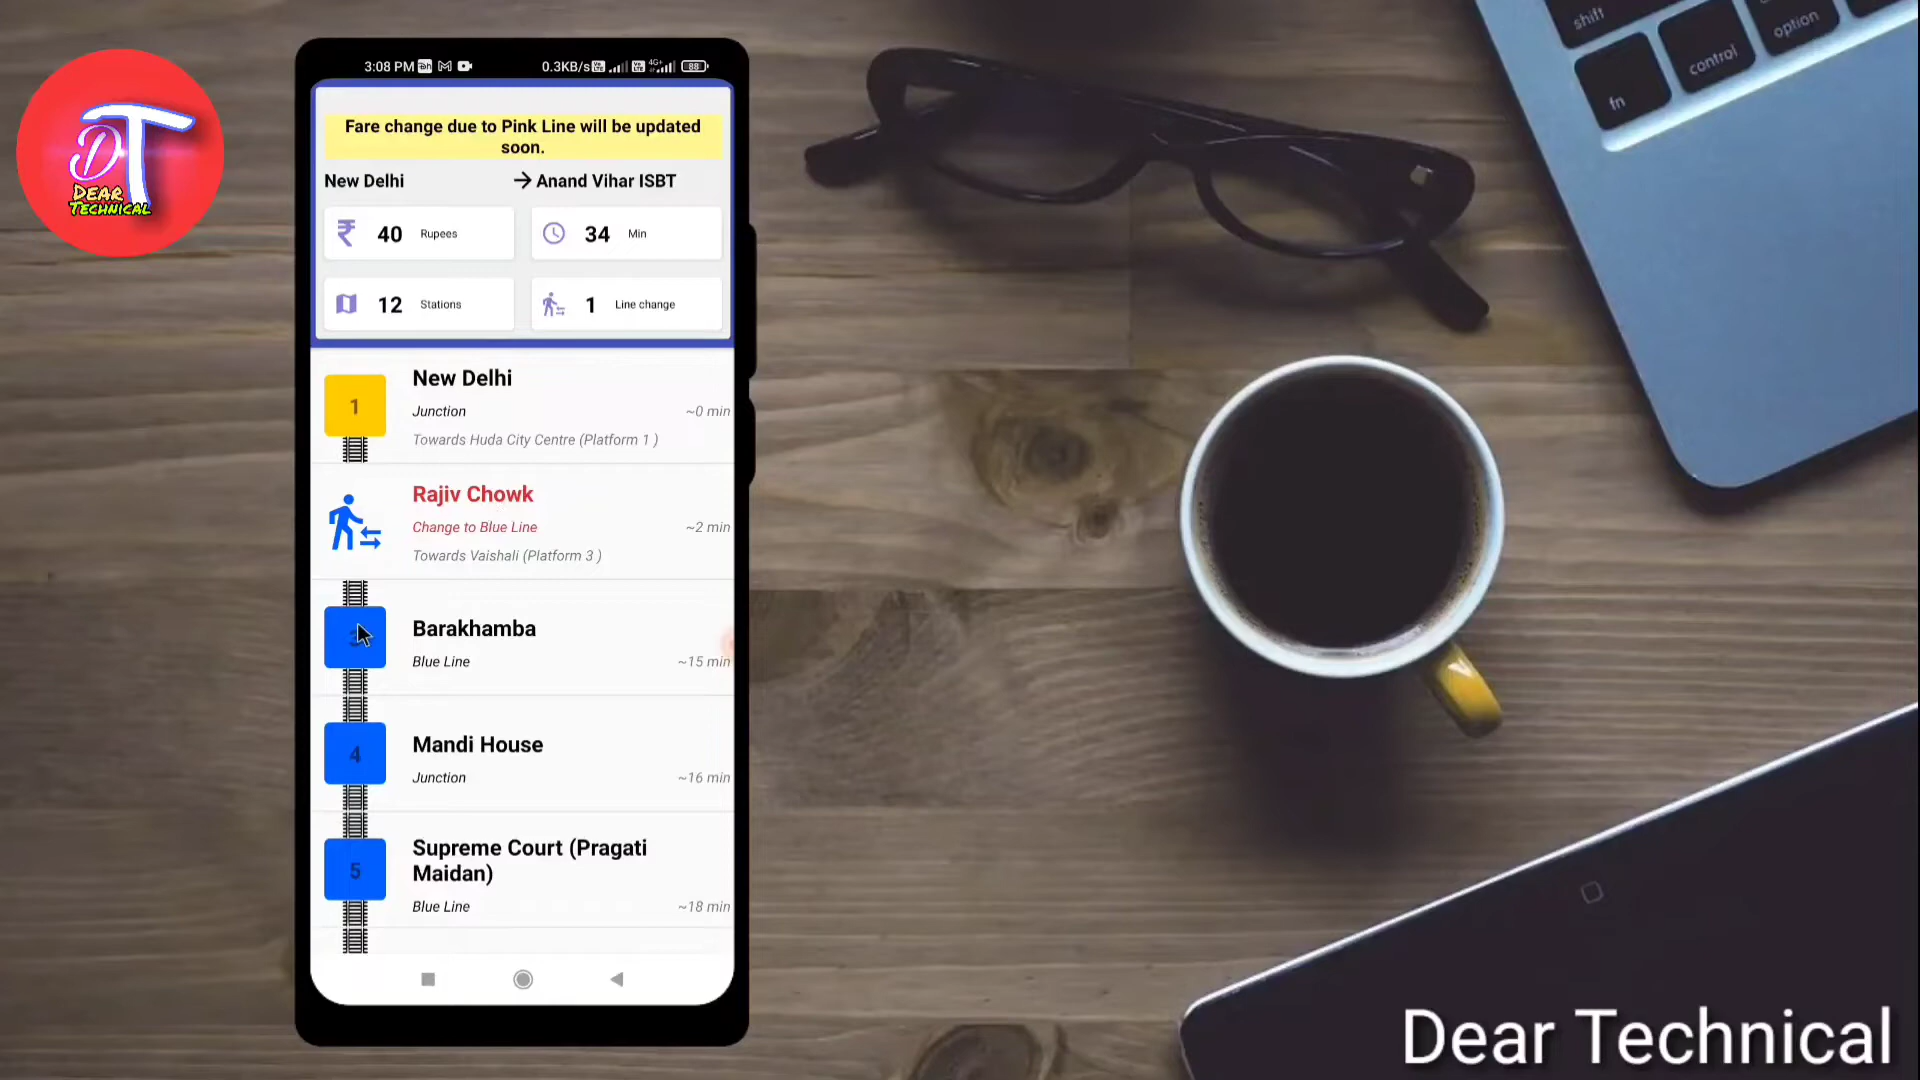 DT
DEAR
TECHNICAL
3:08 PM
0.3KB/s
4G+
88
Fare change due to Pink Line will be updated
soon.
New Delhi → Anand Vihar ISBT
₹ 40 Rupees
34 Min
12 Stations
1 Line change
1
New Delhi
Junction ~0 min
Towards Huda City Centre (Platform 1 )
Rajiv Chowk
Change to Blue Line ~2 min
Towards Vaishali (Platform 3 )
Barakhamba
Blue Line ~15 min
4
Mandi House
Junction ~16 min
5
Supreme Court (Pragati
Maidan)
Blue Line ~18 min
shift
fn
control
option
Dear Technical